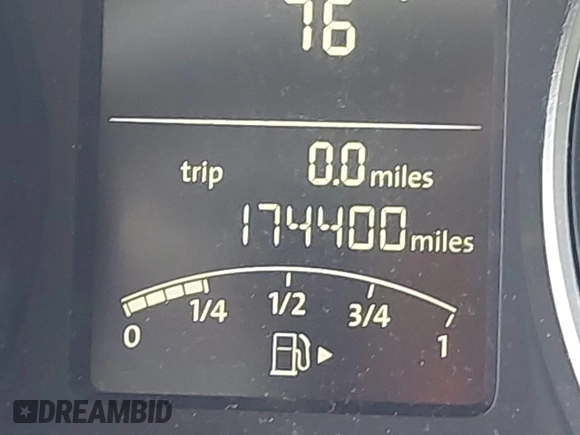 76
trip 0.0 miles
174400 miles
0 1/4 1/2 3/4 1
DREAMBID